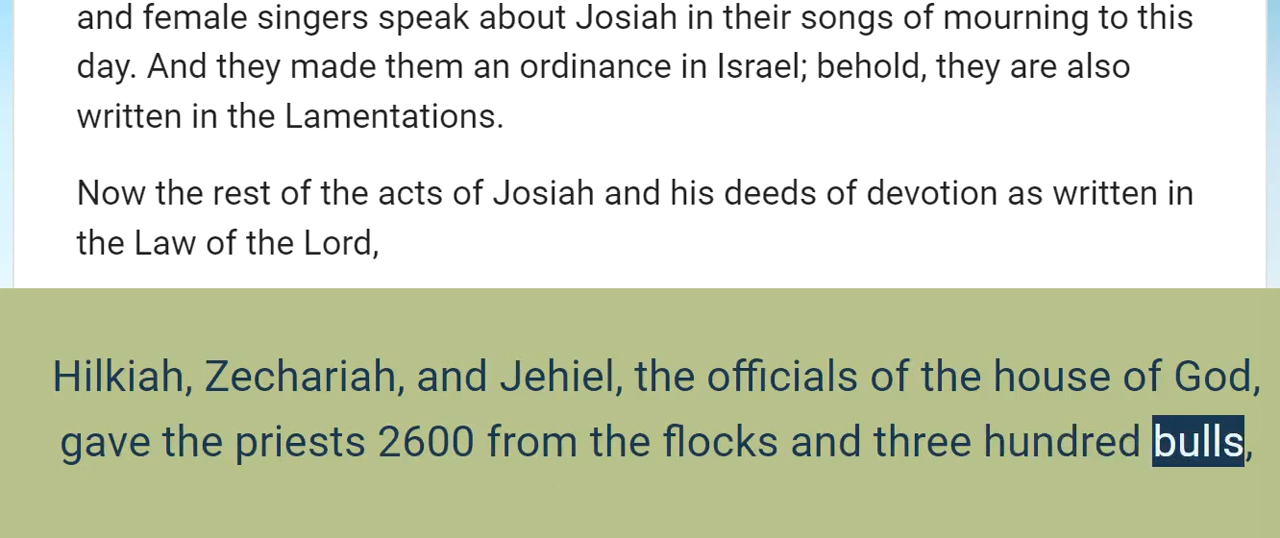 and female singers speak about Josiah in their songs of mourning to this
day. And they made them an ordinance in Israel; behold, they are also
written in the Lamentations.
Now the rest of the acts of Josiah and his deeds of devotion as written in
the Law of the Lord,
Hilkiah, Zechariah, and Jehiel, the officials of the house of God,
gave the priests 2600 from the flocks and three hundred bulls,